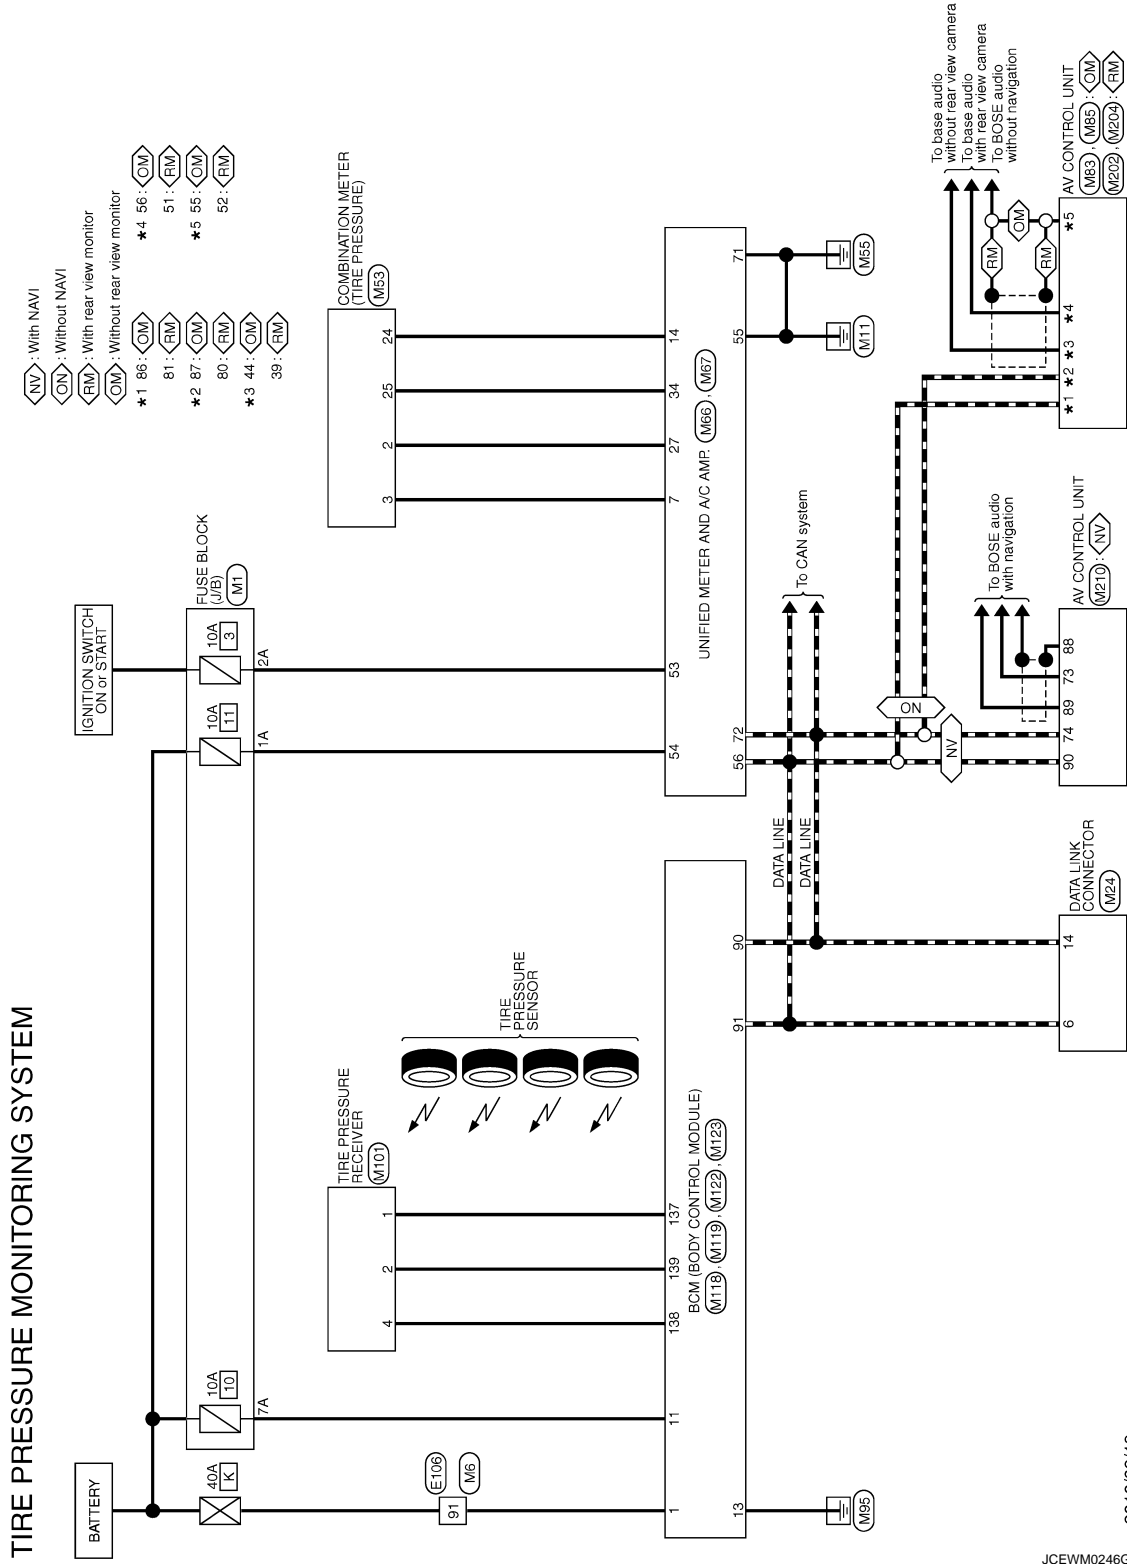 TIRE PRESSURE MONITORING SYSTEM
BATTERY
IGNITION SWITCH
ON or START
40A
K
10A
10
7A
10A
11
1A
10A
3
2A
FUSE BLOCK
(J/B)
M1
NV : With NAVI
ON : Without NAVI
RM : With rear view monitor
OM : Without rear view monitor
*1 86 : OM
81 : RM
*2 87 : OM
80 : RM
*3 44 : OM
39 : RM
*4 56 : OM
51 : RM
*5 55 : OM
52 : RM
91
E106
M6
TIRE PRESSURE
RECEIVER
M101
4
2
1
TIRE
PRESSURE
SENSOR
COMBINATION METER
(TIRE PRESSURE)
M53
3
2
25
24
1
11
138
139
137
BCM (BODY CONTROL MODULE)
M118 , M119 , M122 , M123
13
91
90
54
53
7
27
34
14
UNIFIED METER AND A/C AMP. M66 , M67
56
72
55
71
M95
M11
M55
DATA LINE
DATA LINE
To CAN system
ON
NV
6
14
DATA LINK
CONNECTOR
M24
90
74
89
73
88
To BOSE audio
with navigation
AV CONTROL UNIT
M210 : NV
*1
*2
*3
*4
*5
RM
RM
OM
To base audio
without rear view camera
To base audio
with rear view camera
To BOSE audio
without navigation
AV CONTROL UNIT
M83 , M85 : OM
M202 , M204 : RM
JCEWM0246G